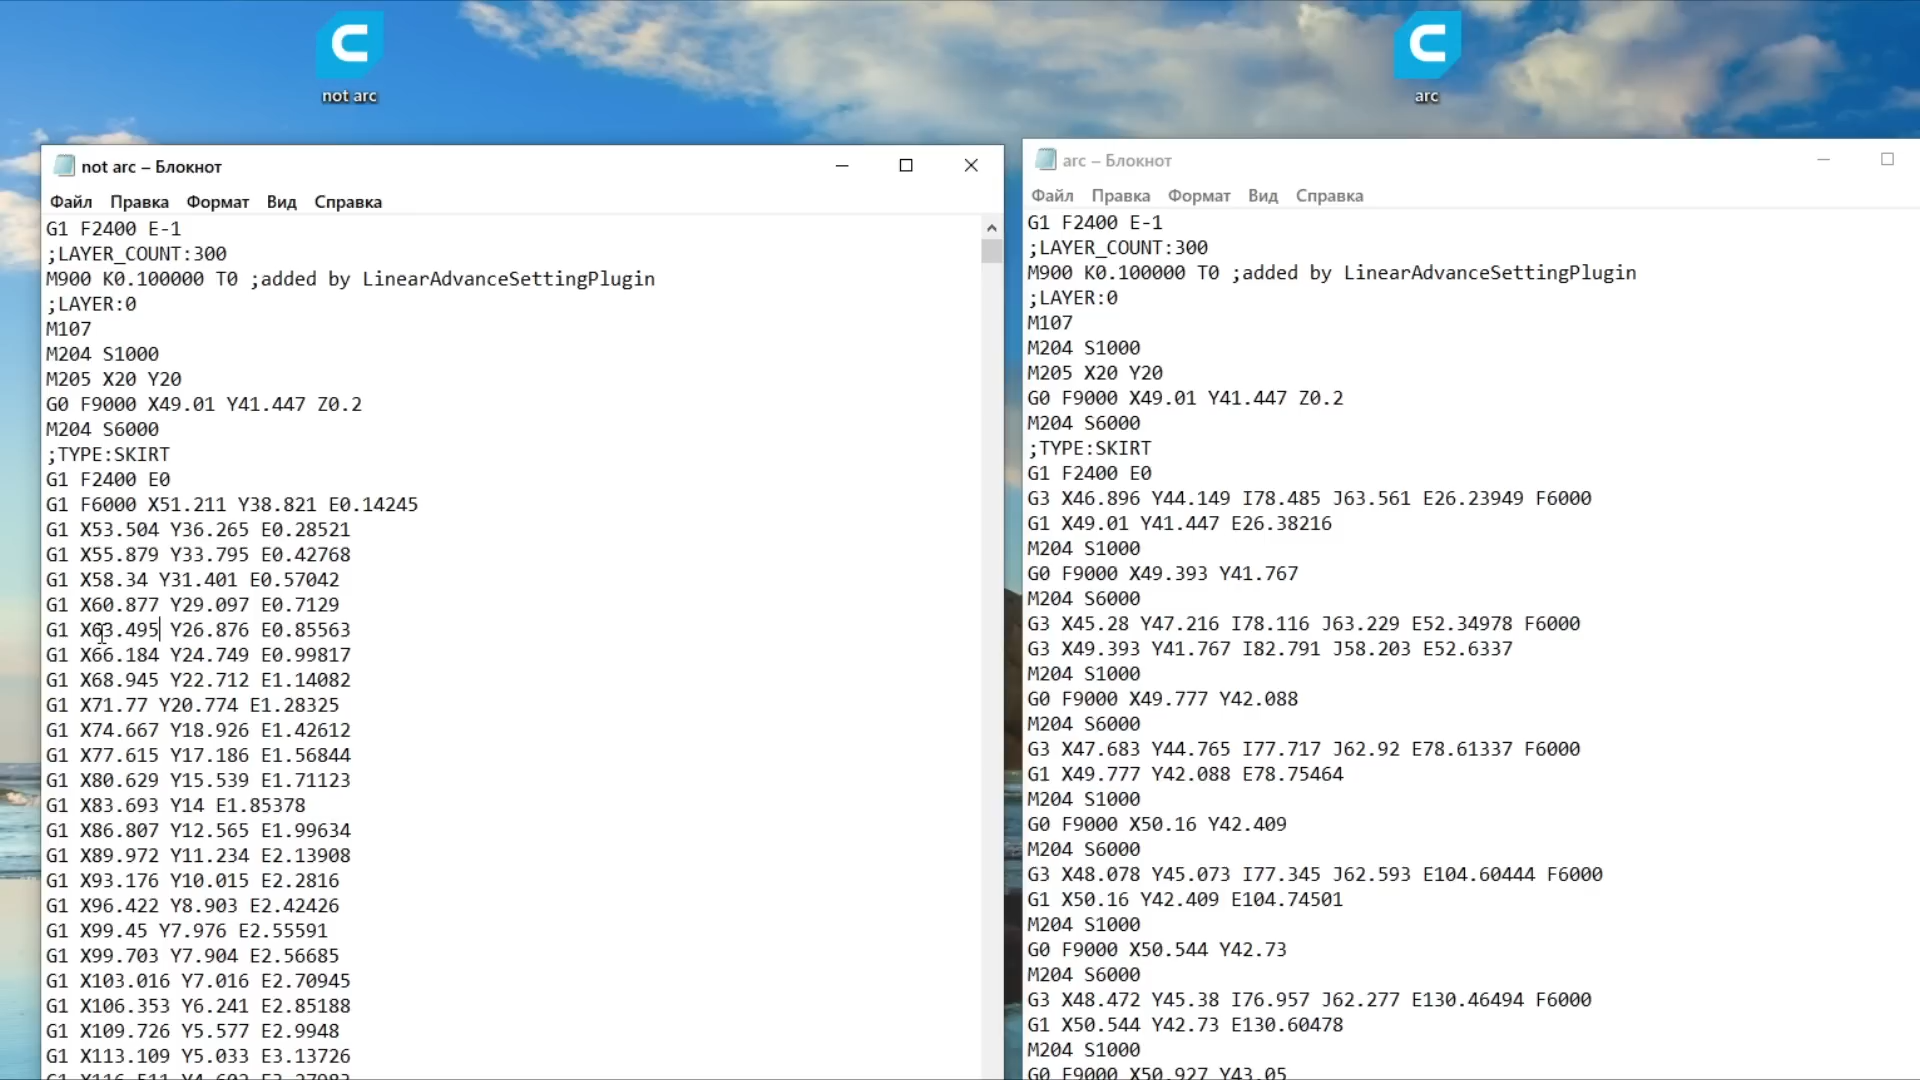 not arc
arc
not arc – Блокнот
Файл Правка Формат Вид Справка
G1 F2400 E-1
;LAYER_COUNT:300
M900 K0.100000 T0 ;added by LinearAdvanceSettingPlugin
;LAYER:0
M107
M204 S1000
M205 X20 Y20
G0 F9000 X49.01 Y41.447 Z0.2
M204 S6000
;TYPE:SKIRT
G1 F2400 E0
G1 F6000 X51.211 Y38.821 E0.14245
G1 X53.504 Y36.265 E0.28521
G1 X55.879 Y33.795 E0.42768
G1 X58.34 Y31.401 E0.57042
G1 X60.877 Y29.097 E0.7129
G1 X63.495 Y26.876 E0.85563
G1 X66.184 Y24.749 E0.99817
G1 X68.945 Y22.712 E1.14082
G1 X71.77 Y20.774 E1.28325
G1 X74.667 Y18.926 E1.42612
G1 X77.615 Y17.186 E1.56844
G1 X80.629 Y15.539 E1.71123
G1 X83.693 Y14 E1.85378
G1 X86.807 Y12.565 E1.99634
G1 X89.972 Y11.234 E2.13908
G1 X93.176 Y10.015 E2.2816
G1 X96.422 Y8.903 E2.42426
G1 X99.45 Y7.976 E2.55591
G1 X99.703 Y7.904 E2.56685
G1 X103.016 Y7.016 E2.70945
G1 X106.353 Y6.241 E2.85188
G1 X109.726 Y5.577 E2.9948
G1 X113.109 Y5.033 E3.13726
G1 X116.511 Y4.602 E3.27983
arc – Блокнот
Файл Правка Формат Вид Справка
G1 F2400 E-1
;LAYER_COUNT:300
M900 K0.100000 T0 ;added by LinearAdvanceSettingPlugin
;LAYER:0
M107
M204 S1000
M205 X20 Y20
G0 F9000 X49.01 Y41.447 Z0.2
M204 S6000
;TYPE:SKIRT
G1 F2400 E0
G3 X46.896 Y44.149 I78.485 J63.561 E26.23949 F6000
G1 X49.01 Y41.447 E26.38216
M204 S1000
G0 F9000 X49.393 Y41.767
M204 S6000
G3 X45.28 Y47.216 I78.116 J63.229 E52.34978 F6000
G3 X49.393 Y41.767 I82.791 J58.203 E52.6337
M204 S1000
G0 F9000 X49.777 Y42.088
M204 S6000
G3 X47.683 Y44.765 I77.717 J62.92 E78.61337 F6000
G1 X49.777 Y42.088 E78.75464
M204 S1000
G0 F9000 X50.16 Y42.409
M204 S6000
G3 X48.078 Y45.073 I77.345 J62.593 E104.60444 F6000
G1 X50.16 Y42.409 E104.74501
M204 S1000
G0 F9000 X50.544 Y42.73
M204 S6000
G3 X48.472 Y45.38 I76.957 J62.277 E130.46494 F6000
G1 X50.544 Y42.73 E130.60478
M204 S1000
G0 F9000 X50.927 Y43.05